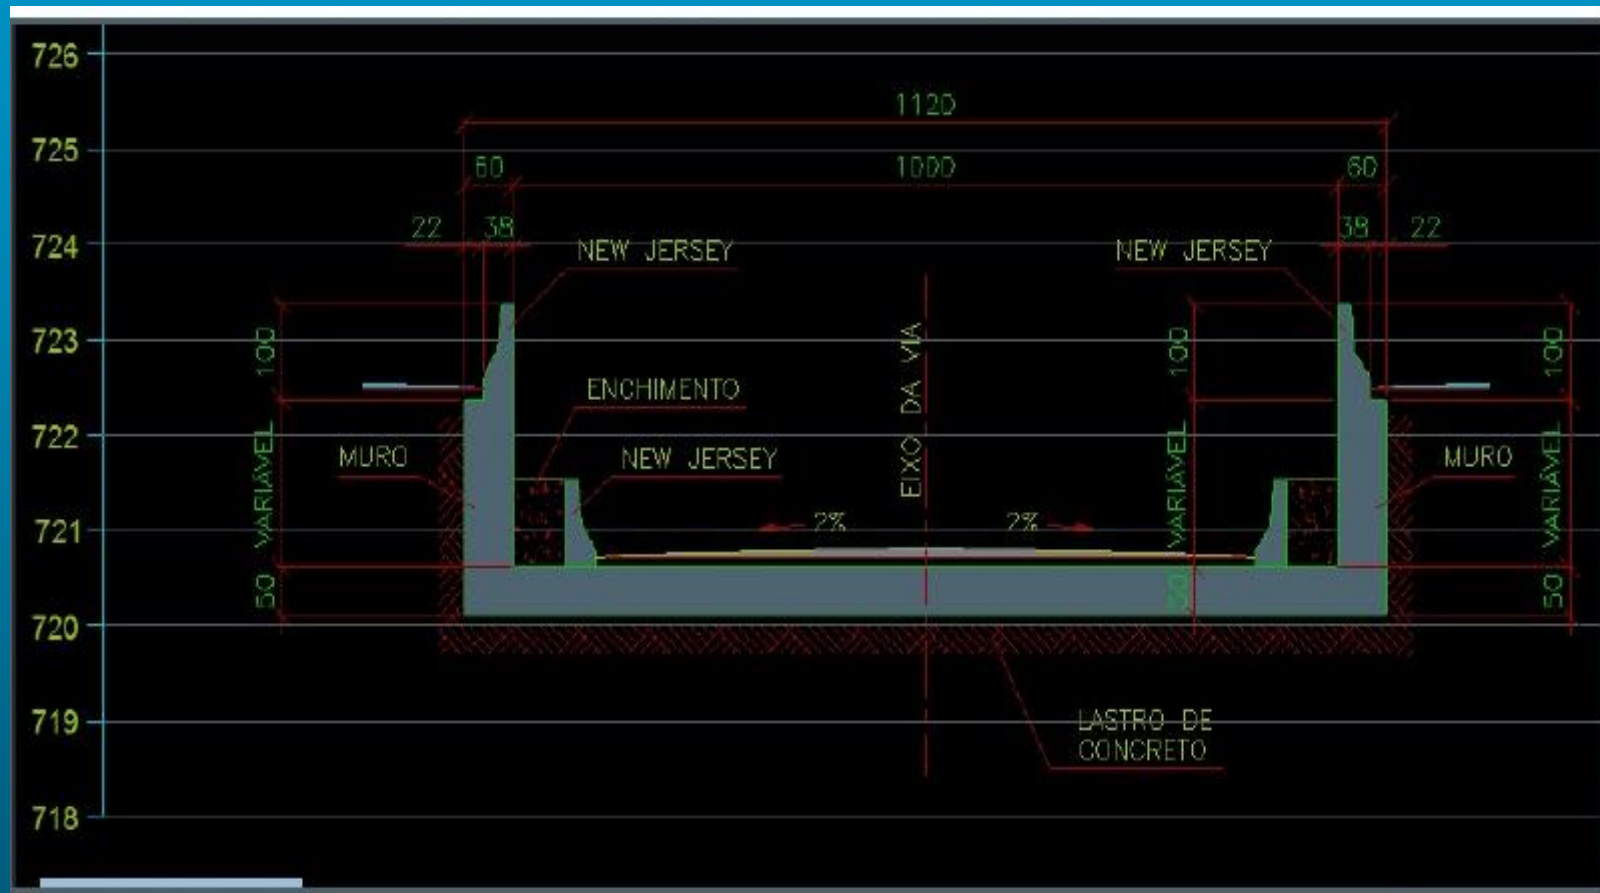 726
1120
725
60 1000 60
22 38 38 22
724
NEW JERSEY NEW JERSEY
723
100 EIXO DA VIA 100 100
ENCHIMENTO
722
MURO NEW JERSEY MURO
VARIÁVEL VARIÁVEL VARIÁVEL
721 2% 2%
50 50 50
720
719
LASTRO DE
CONCRETO
718